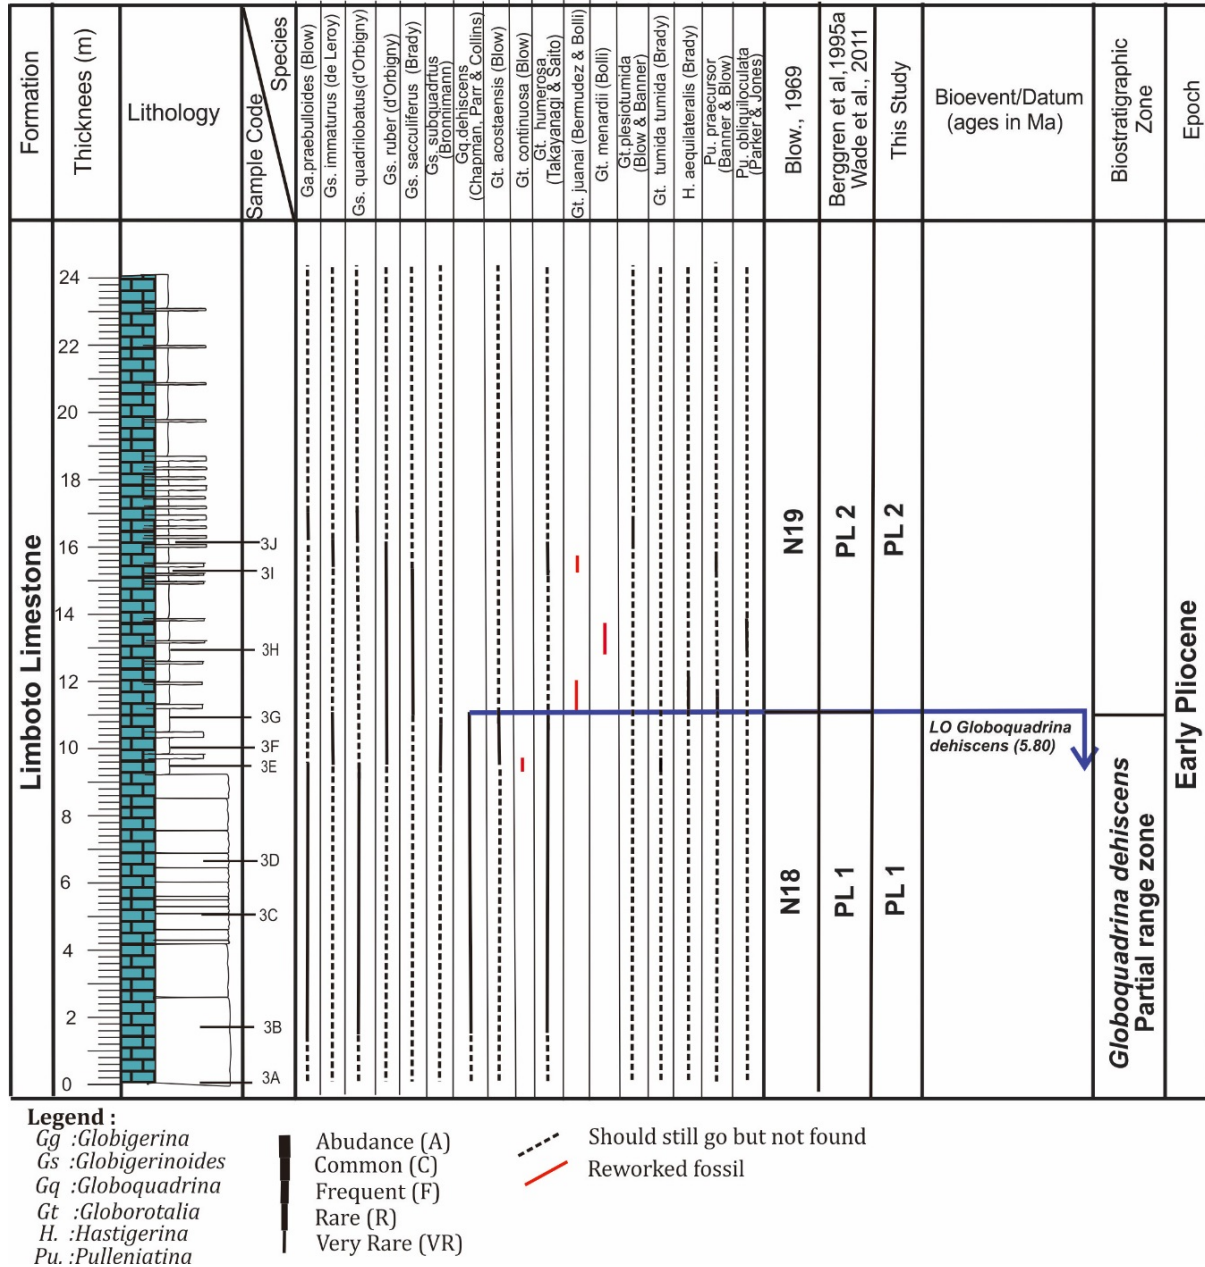 Formation
Thicknees (m)
Lithology
Sample Code
Species
Ga.praebulloides (Blow)
Gs. immaturus (de Leroy)
Gs. quadrilobatus(d'Orbigny)
Gs. ruber (d'Orbigny)
Gs. sacculiferus (Brady)
Gs. subquadrtus
(Bronnimann)
Gq.dehiscens
(Chapman, Parr & Collins)
Gt. acostaensis (Blow)
Gt. continuosa (Blow)
Gt. humerosa
(Takayanagi & Saito)
Gt. juanai (Bermudez & Bolli)
Gt. menardii (Bolli)
Gt.plesiotumida
(Blow & Banner)
Gt. tumida tumida (Brady)
H. aequilateralis (Brady)
Pu. praecursor
(Banner & Blow)
Pu. obliquiloculata
(Parker & Jones)
Blow., 1969
Berggren et al,1995a
Wade et al., 2011
This Study
Bioevent/Datum
(ages in Ma)
Biostratigraphic
Zone
Epoch
Limboto Limestone
24
22
20
18
16
14
12
10
8
6
4
2
0
3J
3I
3H
3G
3F
3E
3D
3C
3B
3A
N19
PL 2
PL 2
N18
PL 1
PL 1
LO Globoquadrina
dehiscens (5.80)
Globoquadrina dehiscens
Partial range zone
Early Pliocene
Legend :
Gg :Globigerina
Gs :Globigerinoides
Gq :Globoquadrina
Gt :Globorotalia
H. :Hastigerina
Pu. :Pulleniatina
Abudance (A)
Common (C)
Frequent (F)
Rare (R)
Very Rare (VR)
Should still go but not found
Reworked fossil